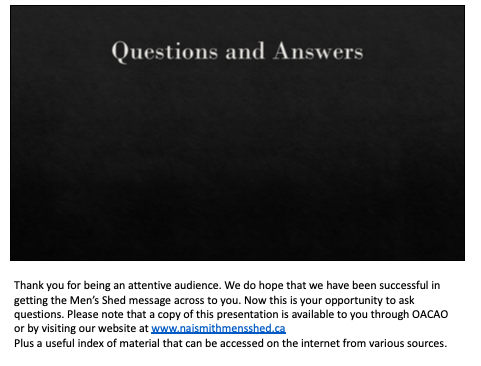 Questions and Answers
Thank you for being an attentive audience. We do hope that we have been successful in
getting the Men's Shed message across to you. Now this is your opportunity to ask
questions. Please note that a copy of this presentation is available to you through OACAO
or by visiting our website at www.naismithmensshed.ca
Plus a useful index of material that can be accessed on the internet from various sources.